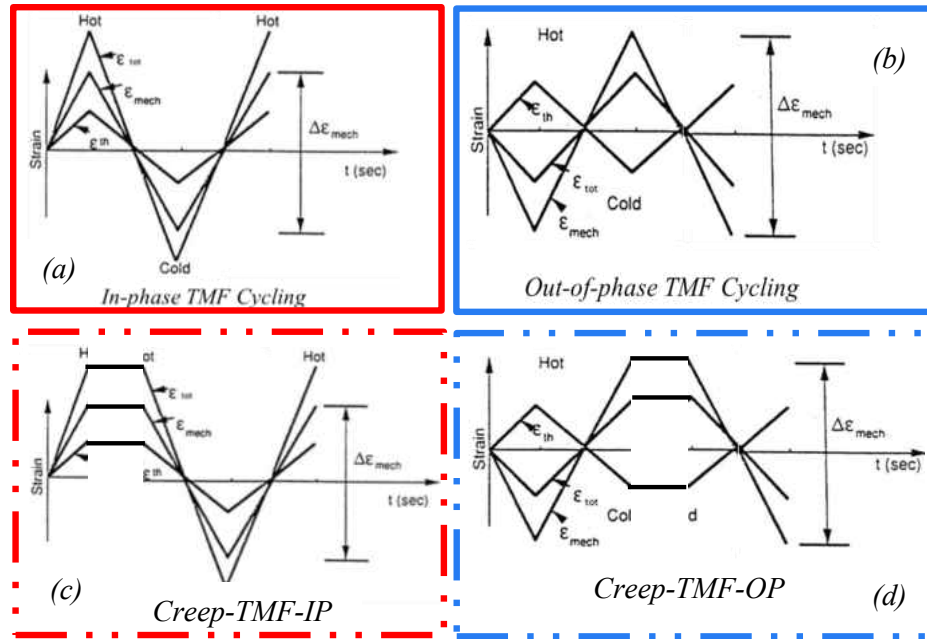 Hot
Hot
ε tot
ε mech
ε th
Δε mech
Strain
t (sec)
(a)
Cold
In-phase TMF Cycling
Hot
(b)
ε th
Δε mech
Strain
t (sec)
ε tot
Cold
ε mech
Out-of-phase TMF Cycling
H ot
Hot
ε tot
ε mech
ε th
Δε mech
Strain
t (sec)
(c)
Creep-TMF-IP
Hot
ε th
Δε mech
Strain
t (sec)
ε tot
Col d
ε mech
Creep-TMF-OP
(d)